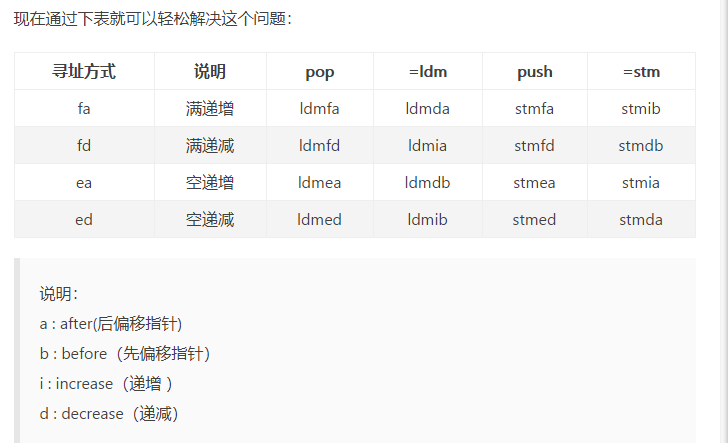 现在通过下表就可以轻松解决这个问题：
寻址方式 说明 pop =ldm push =stm
fa 满递增 ldmfa ldmda stmfa stmib
fd 满递减 ldmfd ldmia stmfd stmdb
ea 空递增 ldmea ldmdb stmea stmia
ed 空递减 ldmed ldmib stmed stmda
说明：
a : after(后偏移指针)
b : before（先偏移指针）
i : increase（递增 ）
d : decrease（递减）